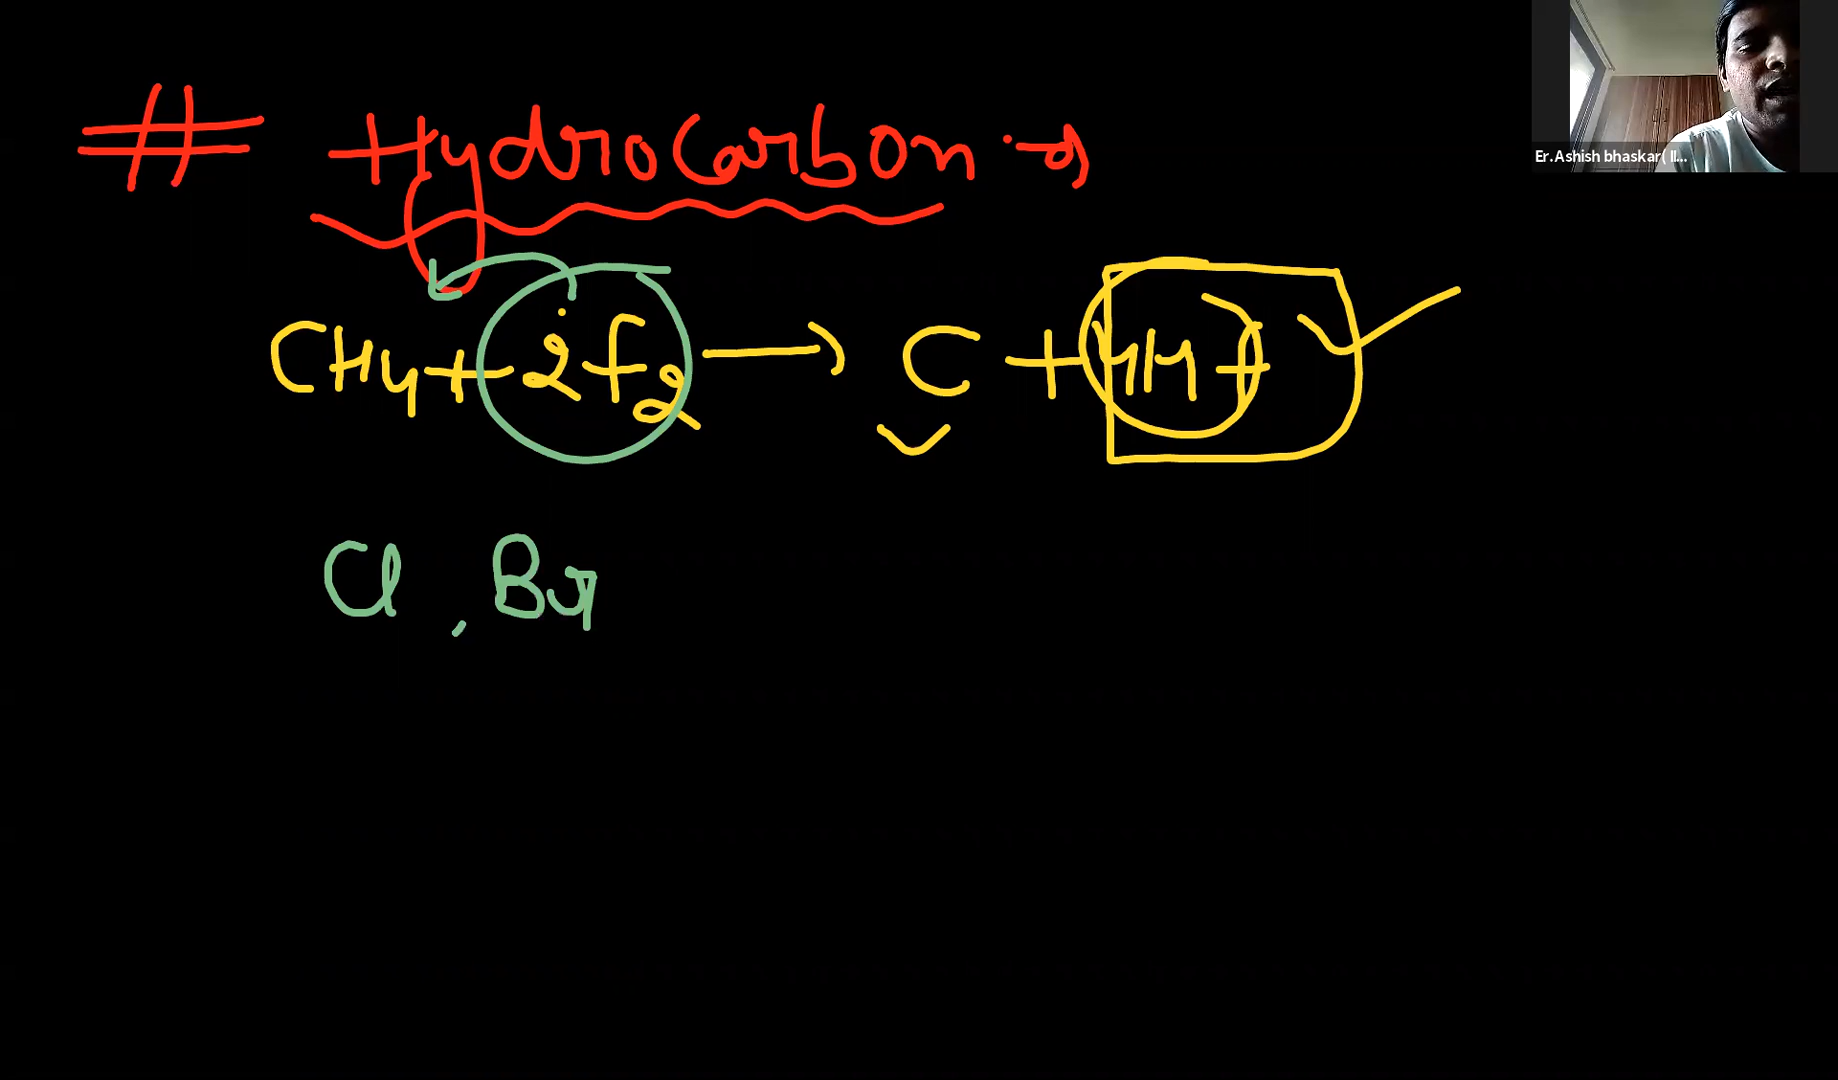 # Hydrocarbon →
Er.Ashish bhaskar( II...
CH4 + 2f2 → C + 4Hf
Cl , Br